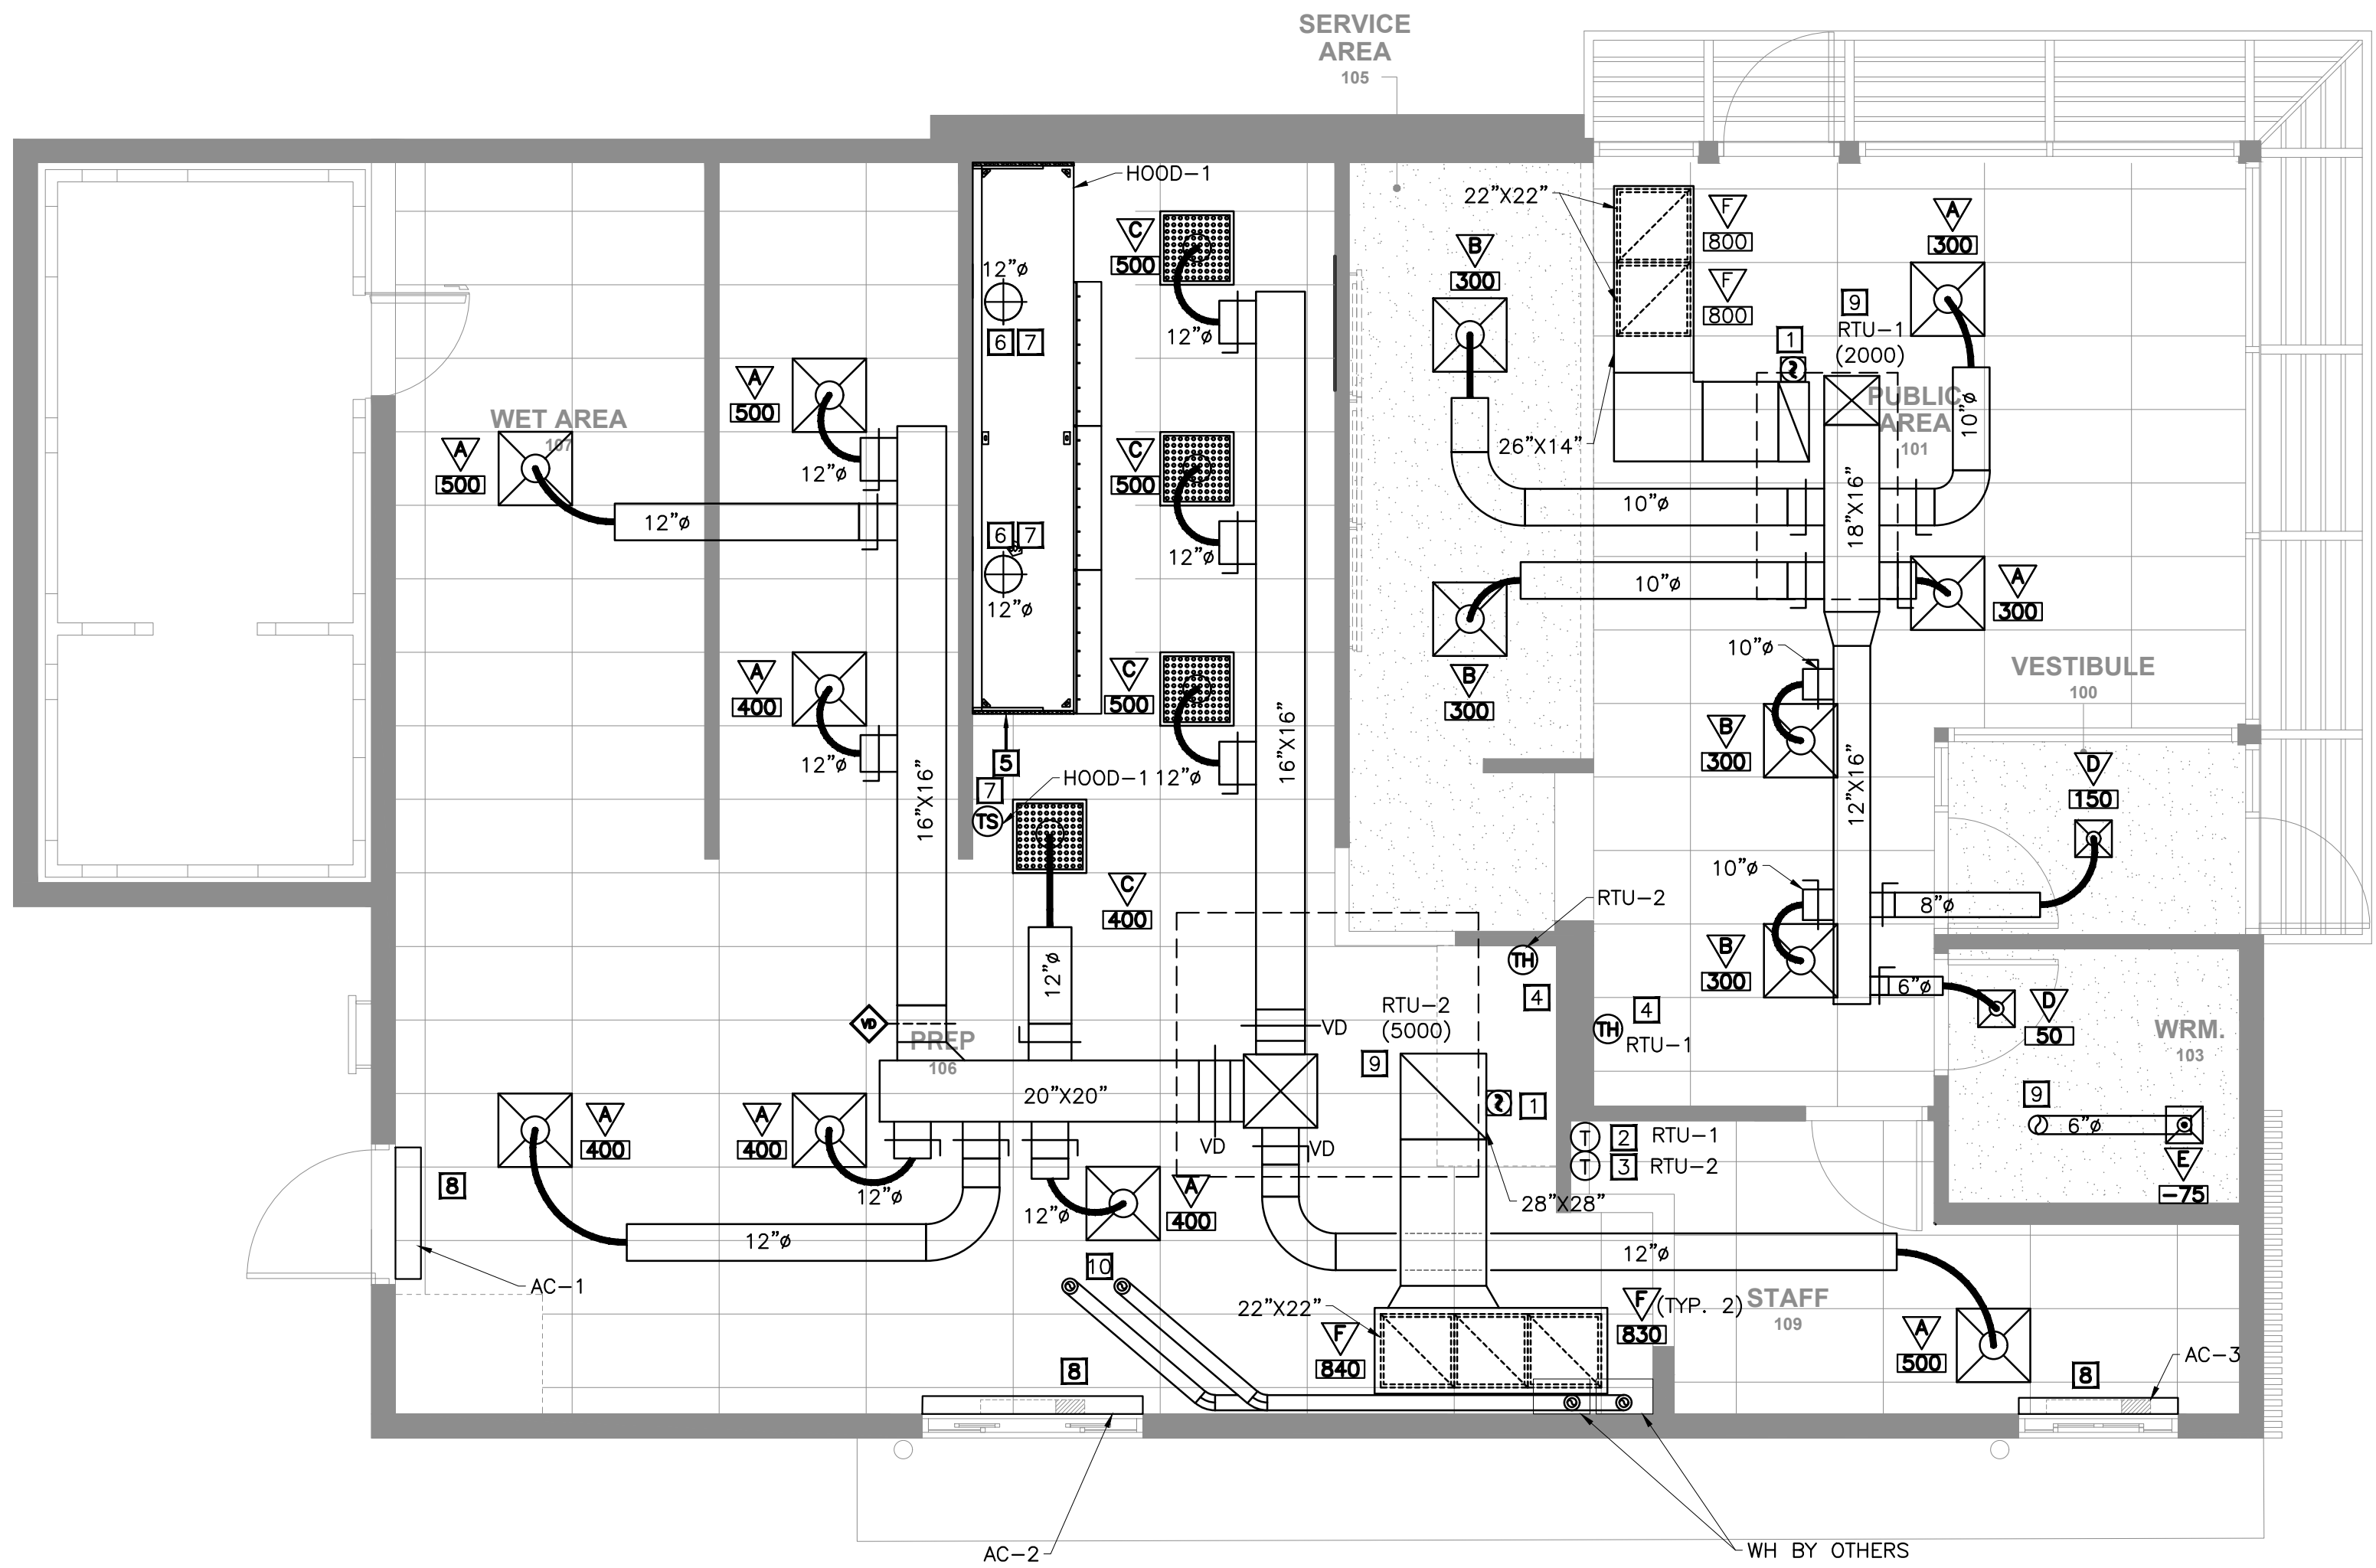 SERVICE
AREA
105
HOOD-1
22"X22"
F
800
F
800
A
300
B
300
C
500
12"ø
6 7
12"ø
9
RTU-1
(2000)
1
PUBLIC
AREA
101
10"ø
26"X14"
A
500
WET AREA
107
A
500
12"ø
12"ø
C
500
12"ø
6 7
12"ø
10"ø
18"X16"
10"ø
A
300
10"ø
B
300
VESTIBULE
100
A
400
12"ø
16"X16"
C
500
16"X16"
5
HOOD-1
12"ø
7
TS
B
300
12"X16"
D
150
10"ø
8"ø
C
400
12"ø
RTU-2
TH
4
B
300
6"ø
D
50
WRM.
103
4
TH
RTU-1
VD
PREP
106
VD
RTU-2
(5000)
9
1
20"X20"
VD
VD
9
6"ø
E
-75
T 2 RTU-1
T 3 RTU-2
28"X28"
A
400
A
400
12"ø
12"ø
A
400
8
12"ø
12"ø
AC-1
10
22"X22"
F
840
F
(TYP. 2)
830
STAFF
109
A
500
8
8
AC-3
AC-2
WH BY OTHERS